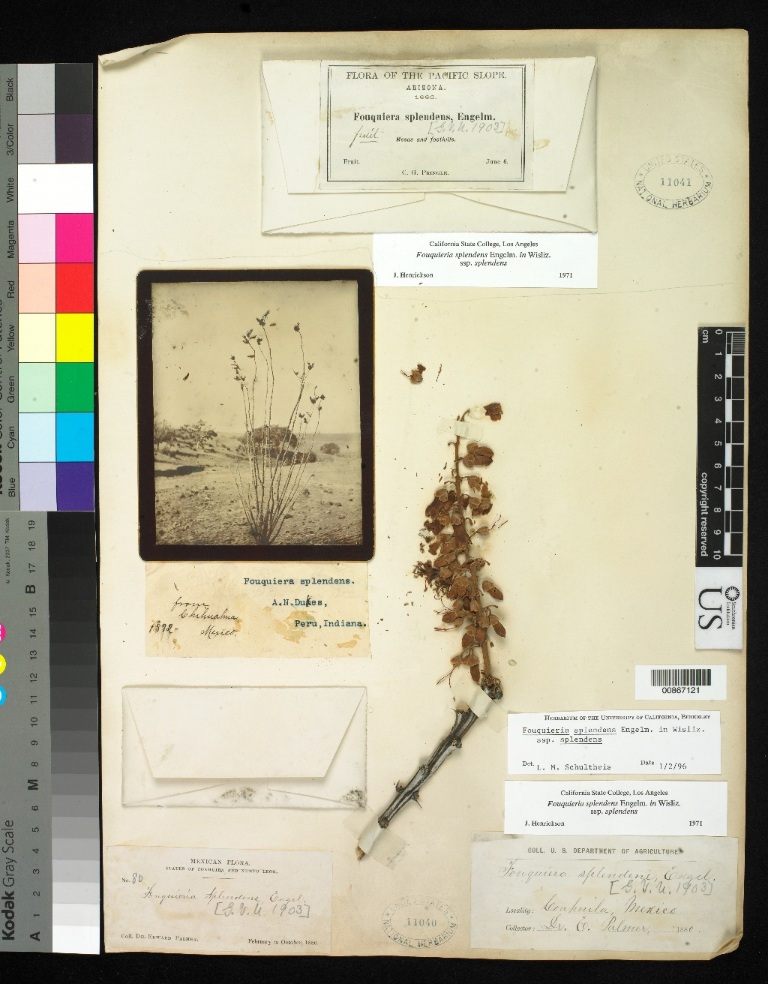 FLORA OF THE PACIFIC SLOPE.
ARIZONA.
Fouquiera splendens, Engelm.
[G.V.N. 1903]
Mesas and foothills.
Fruit. June 6.
C. G. PRINGLE.
UNITED STATES
11041
NATIONAL HERBARIUM
California State College, Los Angeles
Fouquieria splendens Engelm. in Wisliz.
ssp. splendens
J. Henrickson 1971
Fouquiera splendens.
A.H.Dukes,
Peru, Indiana.
from
Chihuahua
Mexico
1892-
Black
3/Color
White
Magenta
Red
Yellow
Green
Cyan
Blue
Kodak Gray Scale
A 1 2 3 4 5 6 M 8 9 10 11 12 13 14 15 B 17 18 19
cm 0 1 2 3 4 5 6 7 8 9 10
copyright reserved
US
Smithsonian
Institution
00867121
HERBARIUM OF THE UNIVERSITY OF CALIFORNIA, BERKELEY
Fouquieria splendens Engelm. in Wisliz.
ssp. splendens
Det. L. M. Schultheis Date 1/2/96
California State College, Los Angeles
Fouquieria splendens Engelm. in Wisliz.
ssp. splendens
J. Henrickson 1971
MEXICAN FLORA.
STATES OF COAHUILA AND NUEVO LEON.
No. 80
Fouquieria splendens Engel.
[G.V.N 1903]
COLL. DR. EDWARD PALMER. February to October, 1880.
11040
NATIONAL HERBARIUM
COLL. U. S. DEPARTMENT OF AGRICULTURE
Fouquiera splendens, Engel.
[G.V.N. 1903]
Locality: Coahuila, Mexico
Collector: Dr. E. Palmer, 1880